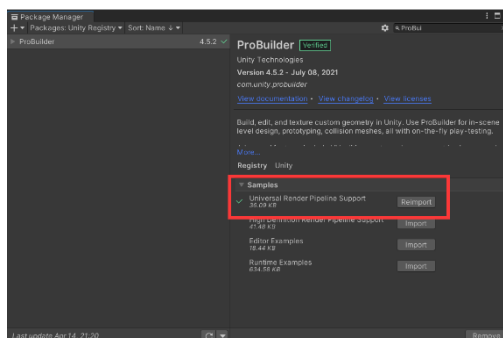 Package Manager
+ Packages: Unity Registry Sort: Name ↓
ProBui
ProBuilder 4.5.2
ProBuilder Verified
Unity Technologies
Version 4.5.2 - July 08, 2021
com.unity.probuilder
View documentation • View changelog • View licenses
Build, edit, and texture custom geometry in Unity. Use ProBuilder for in-scene
level design, prototyping, collision meshes, all with on-the-fly play-testing.
More...
Registry Unity
Samples
Universal Render Pipeline Support Reimport
35.09 KB
High Definition Render Pipeline Support Import
41.48 KB
Editor Examples Import
18.44 KB
Runtime Examples Import
834.58 KB
Last update Apr 14, 21:20 Remove